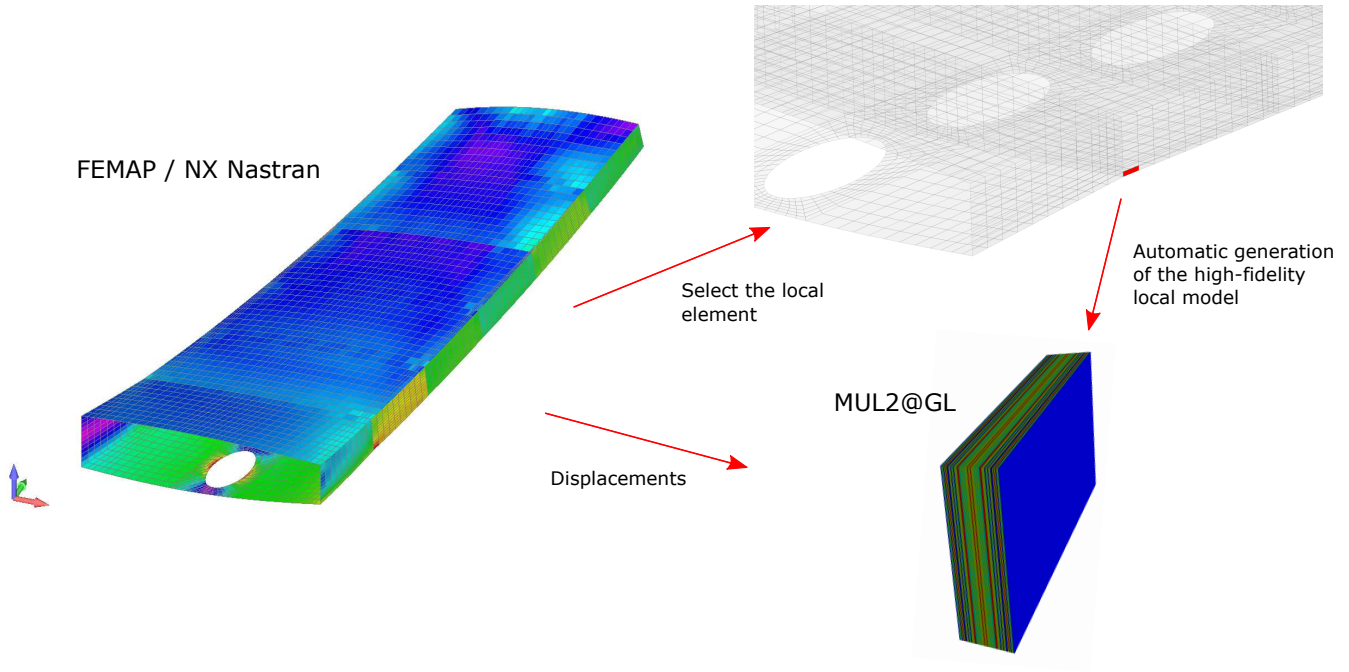 FEMAP / NX Nastran
Select the local
element
Automatic generation
of the high-fidelity
local model
MUL2@GL
Displacements